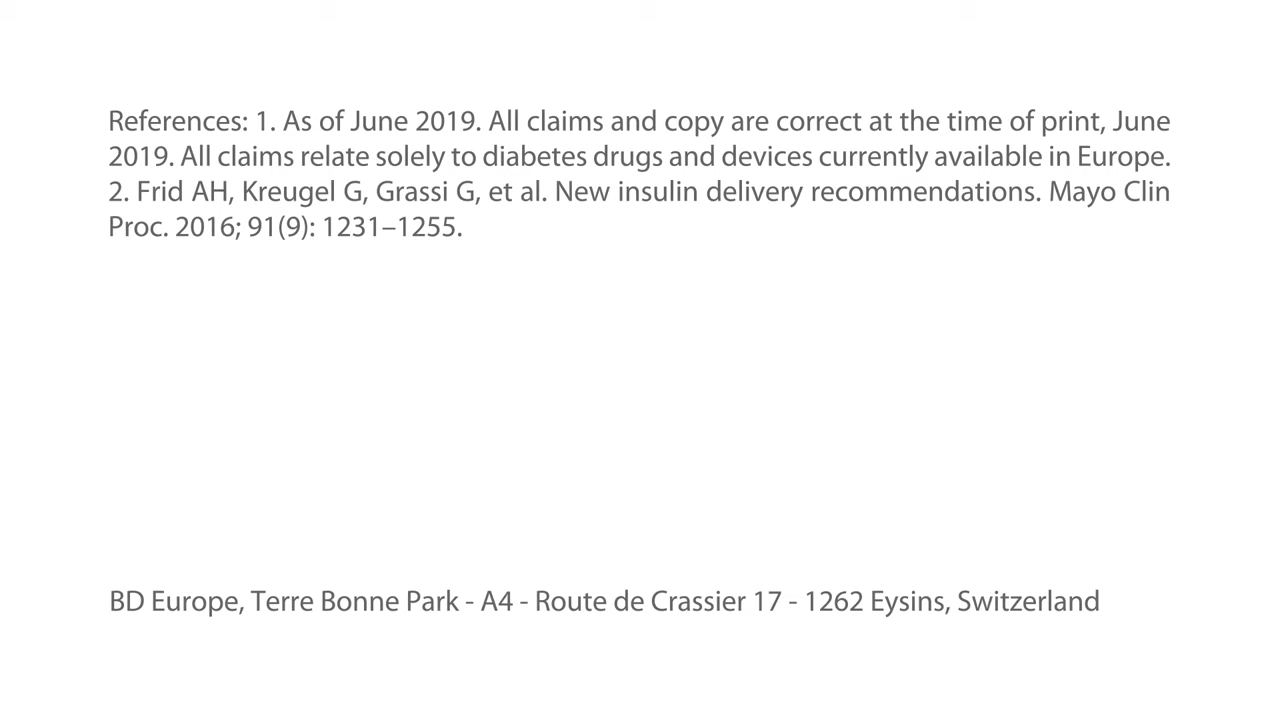 References: 1. As of June 2019. All claims and copy are correct at the time of print, June
2019. All claims relate solely to diabetes drugs and devices currently available in Europe.
2. Frid AH, Kreugel G, Grassi G, et al. New insulin delivery recommendations. Mayo Clin
Proc. 2016; 91(9): 1231–1255.
BD Europe, Terre Bonne Park - A4 - Route de Crassier 17 - 1262 Eysins, Switzerland